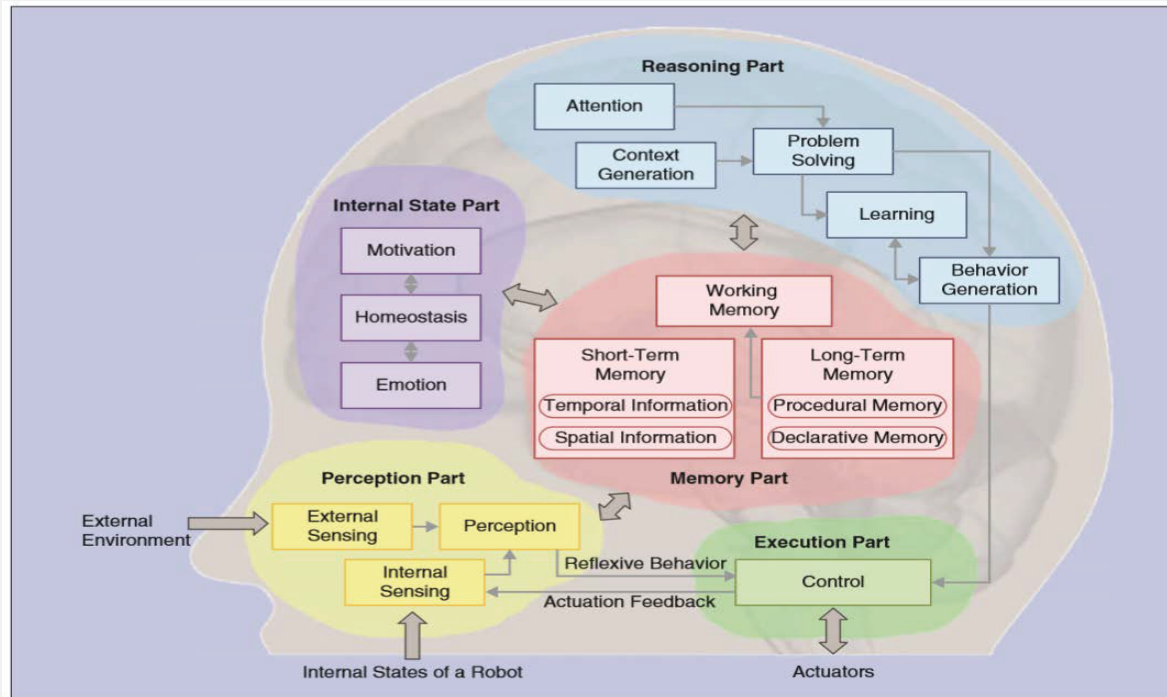 Reasoning Part
Attention
Problem
Solving
Context
Generation
Learning
Behavior
Generation
Internal State Part
Motivation
Homeostasis
Emotion
Working
Memory
Short-Term
Memory
Temporal Information
Spatial Information
Long-Term
Memory
Procedural Memory
Declarative Memory
Memory Part
Perception Part
External
Environment
External
Sensing
Perception
Internal
Sensing
Reflexive Behavior
Actuation Feedback
Execution Part
Control
Internal States of a Robot
Actuators